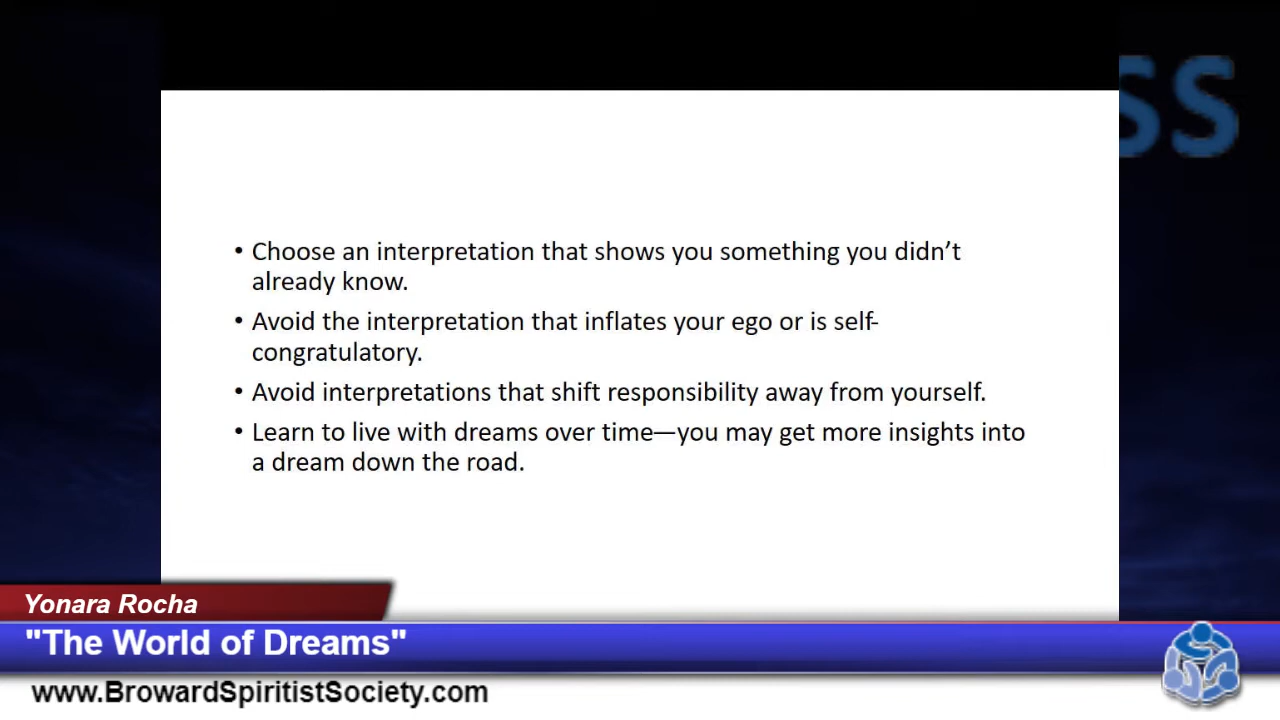 SS
• Choose an interpretation that shows you something you didn’t
already know.
• Avoid the interpretation that inflates your ego or is self-
congratulatory.
• Avoid interpretations that shift responsibility away from yourself.
• Learn to live with dreams over time—you may get more insights into
a dream down the road.
Yonara Rocha
"The World of Dreams"
www.BrowardSpiritistSociety.com